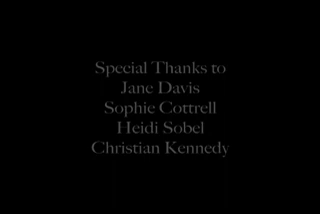 Special Thanks to
Jane Davis
Sophie Cottrell
Heidi Sobel
Christian Kennedy